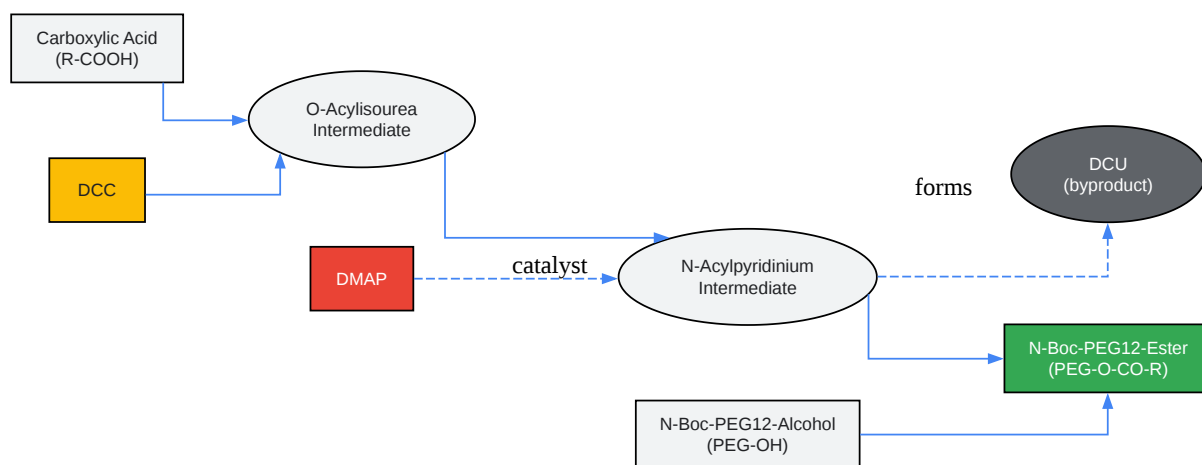 Carboxylic Acid
(R-COOH)
O-Acylisourea
Intermediate
DCC
DCU
(byproduct)
forms
DMAP
catalyst
N-Acylpyridinium
Intermediate
N-Boc-PEG12-Ester
(PEG-O-CO-R)
N-Boc-PEG12-Alcohol
(PEG-OH)